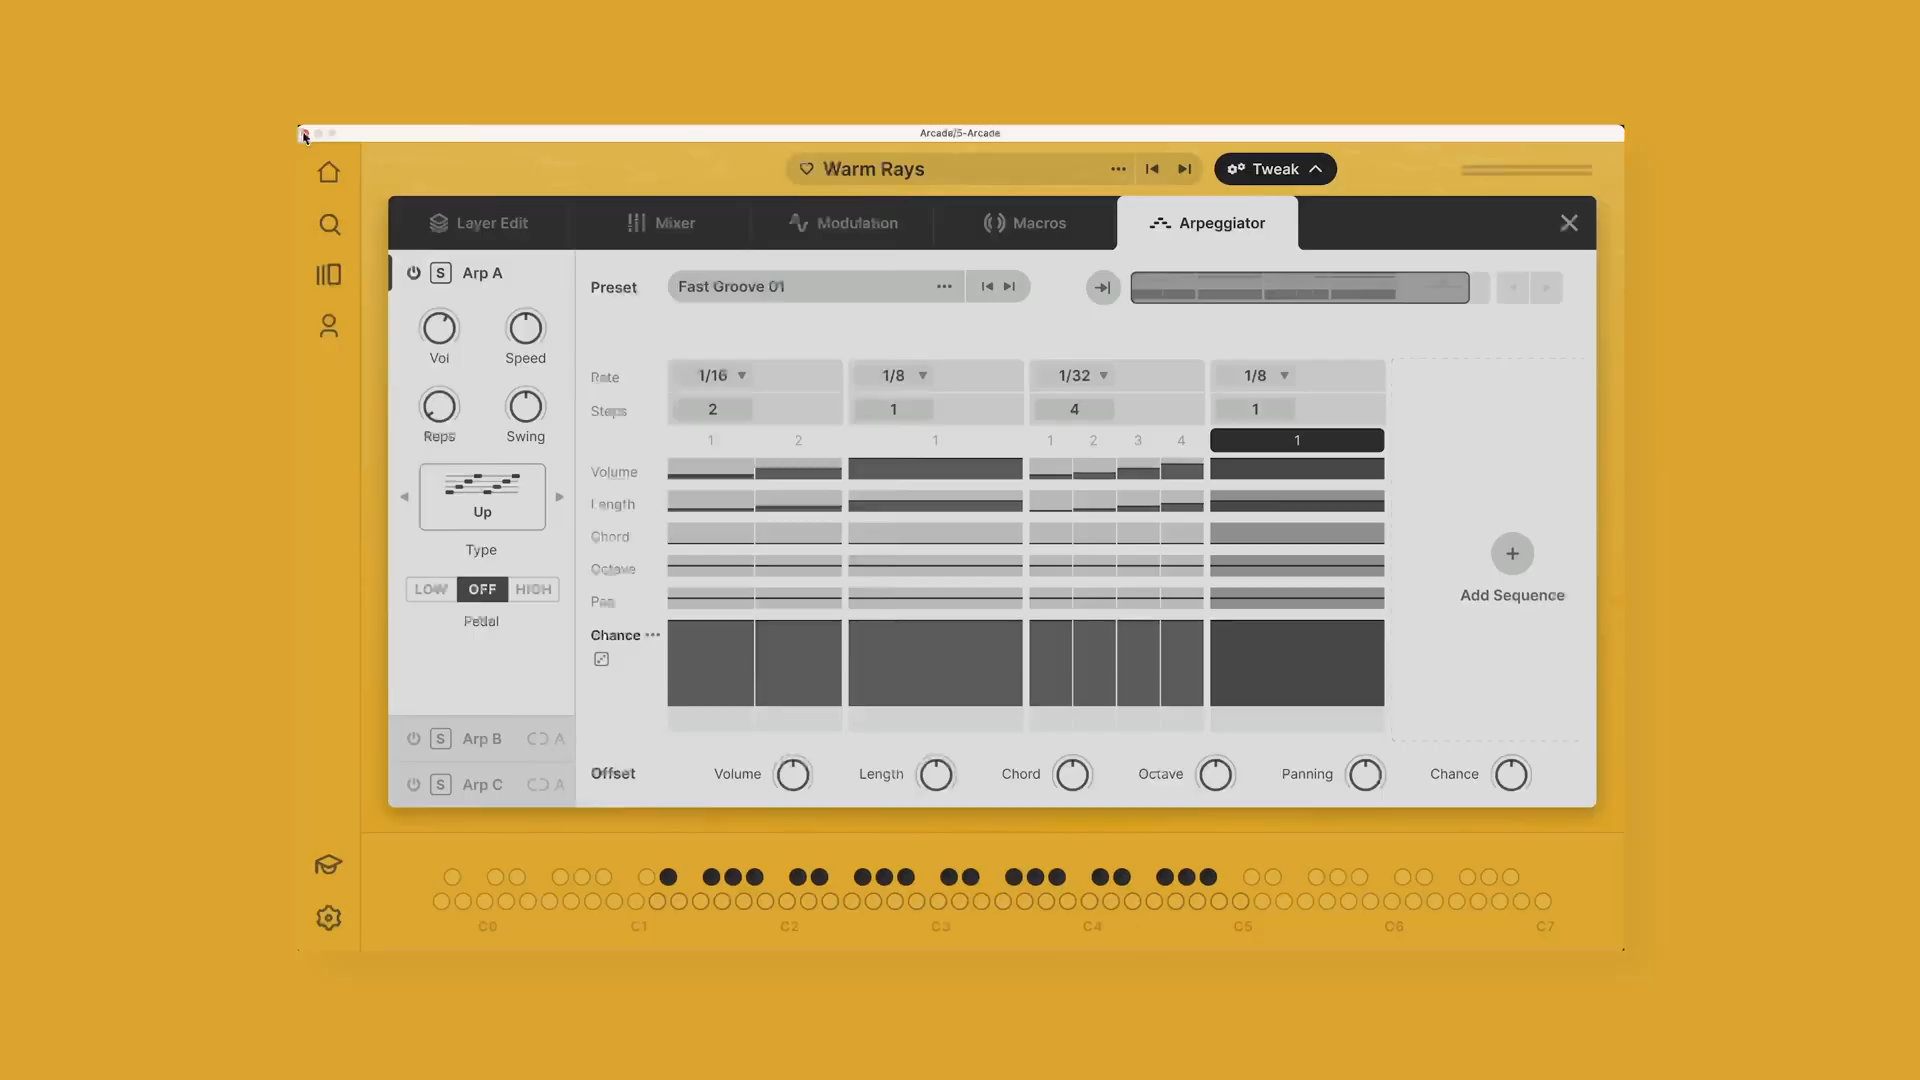 Arcade/5-Arcade
Warm Rays
Tweak
Layer Edit
Mixer
Modulation
Macros
Arpeggiator
S Arp A
Preset
Fast Groove 01
Vol
Speed
Rate
1/16
1/8
1/32
1/8
Steps
2
1
4
1
Reps
Swing
1 2 1 1 2 3 4 1
Volume
Length
Up
Chord
Type
Octave
LOW OFF HIGH
Pan
Pedal
Chance
Add Sequence
S Arp B A
S Arp C A
Offset
Volume
Length
Chord
Octave
Panning
Chance
C0 C1 C2 C3 C4 C5 C6 C7